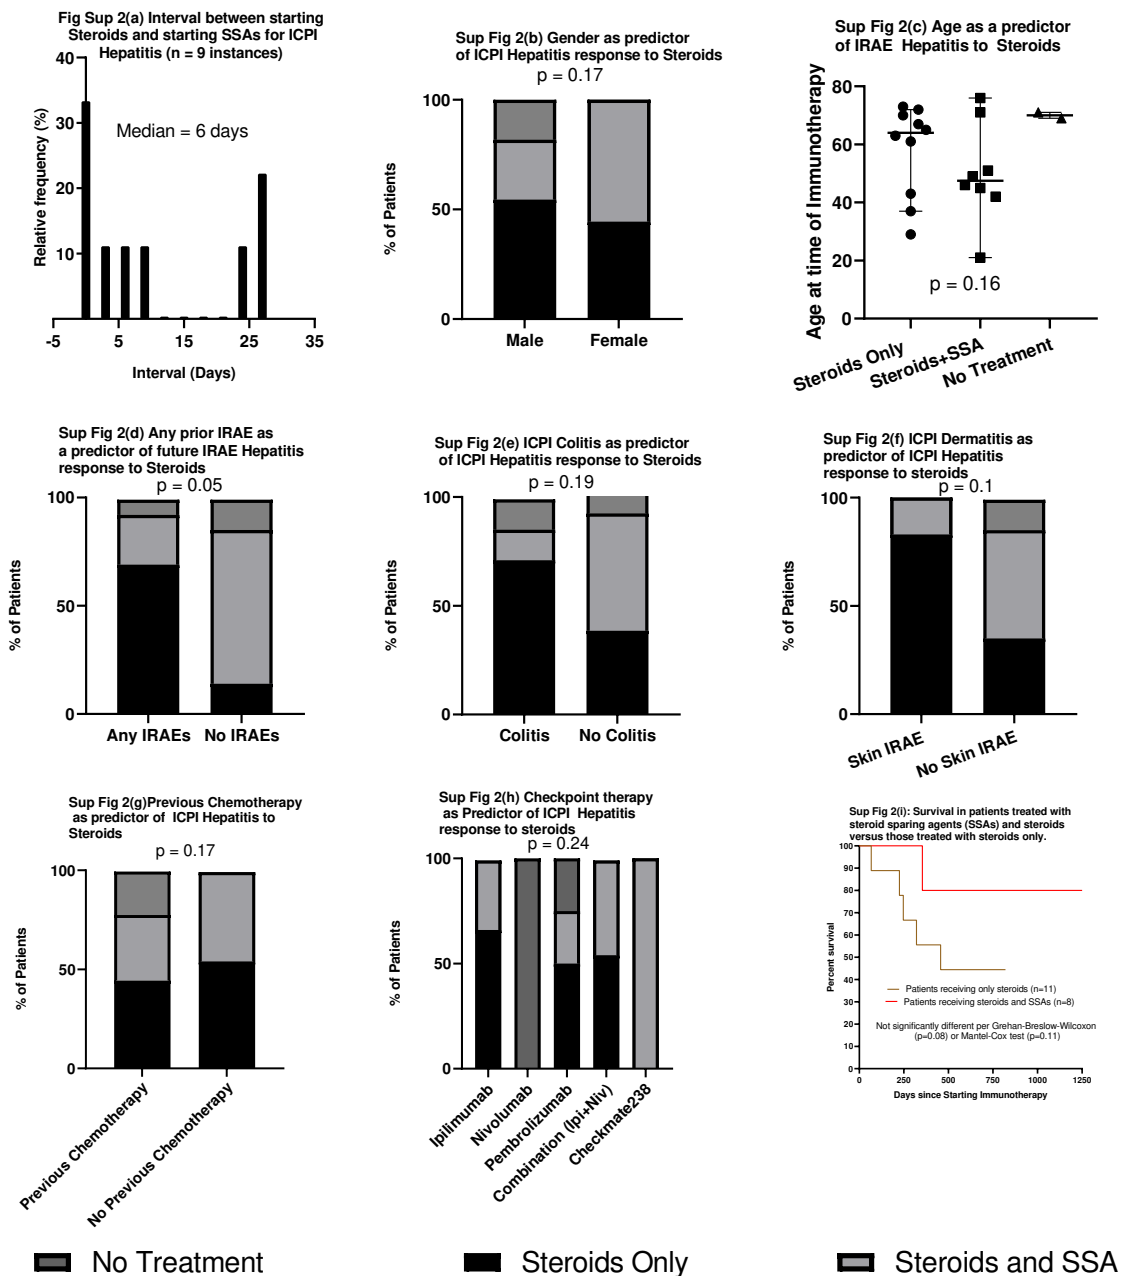 Fig Sup 2(a) Interval between starting
Steroids and starting SSAs for ICPI
Hepatitis (n = 9 instances)
40
30
20
10
Relative frequency (%)
Median = 6 days
-5
5
15
25
35
Interval (Days)
Sup Fig 2(b) Gender as predictor
of ICPI Hepatitis response to Steroids
p = 0.17
100
50
0
% of Patients
Male
Female
Sup Fig 2(c) Age as a predictor
of IRAE Hepatitis to Steroids
80
60
40
20
0
Age at time of Immunotherapy
p = 0.16
Steroids Only
Steroids+SSA
No Treatment
Sup Fig 2(d) Any prior IRAE as
a predictor of future IRAE Hepatitis
response to Steroids
p = 0.05
100
50
0
% of Patients
Any IRAEs
No IRAEs
Sup Fig 2(e) ICPI Colitis as predictor
of ICPI Hepatitis response to Steroids
p = 0.19
100
50
0
% of Patients
Colitis
No Colitis
Sup Fig 2(f) ICPI Dermatitis as
predictor of ICPI Hepatitis
response to steroids
p = 0.1
100
50
0
% of Patients
Skin IRAE
No Skin IRAE
Sup Fig 2(g)Previous Chemotherapy
as predictor of ICPI Hepatitis to
Steroids
p = 0.17
100
50
0
% of Patients
Previous Chemotherapy
No Previous Chemotherapy
Sup Fig 2(h) Checkpoint therapy
as Predictor of ICPI Hepatitis
response to steroids
p = 0.24
100
50
0
% of Patients
Ipilimumab
Nivolumab
Pembrolizumab
Combination (Ipi+Niv)
Checkmate238
Sup Fig 2(i): Survival in patients treated with
steroid sparing agents (SSAs) and steroids
versus those treated with steroids only.
100
90
80
70
60
50
40
30
20
10
0
Percent survival
Patients receiving only steroids (n=11)
Patients receiving steroids and SSAs (n=8)
Not significantly different per Grehan-Breslow-Wilcoxon
(p=0.08) or Mantel-Cox test (p=0.11)
0
250
500
750
1000
1250
Days since Starting Immunotherapy
No Treatment
Steroids Only
Steroids and SSA